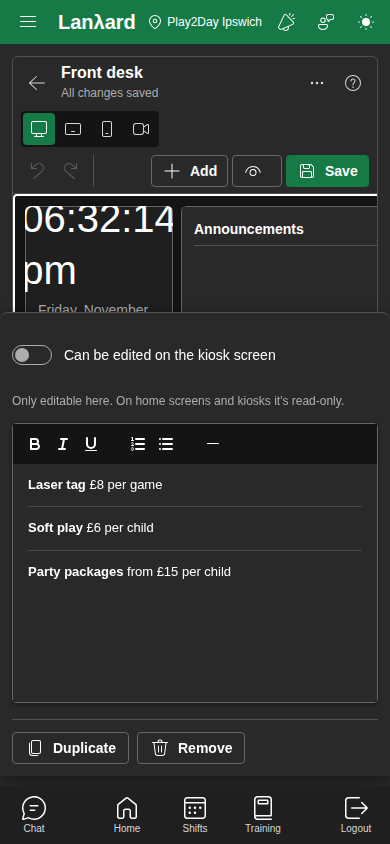 Lanλard
Play2Day Ipswich
Front desk
All changes saved
Add
Save
06:32:14
pm
Friday, November
Announcements
Can be edited on the kiosk screen
Only editable here. On home screens and kiosks it's read-only.
B I U
Laser tag £8 per game
Soft play £6 per child
Party packages from £15 per child
Duplicate
Remove
Chat
Home
Shifts
Training
Logout